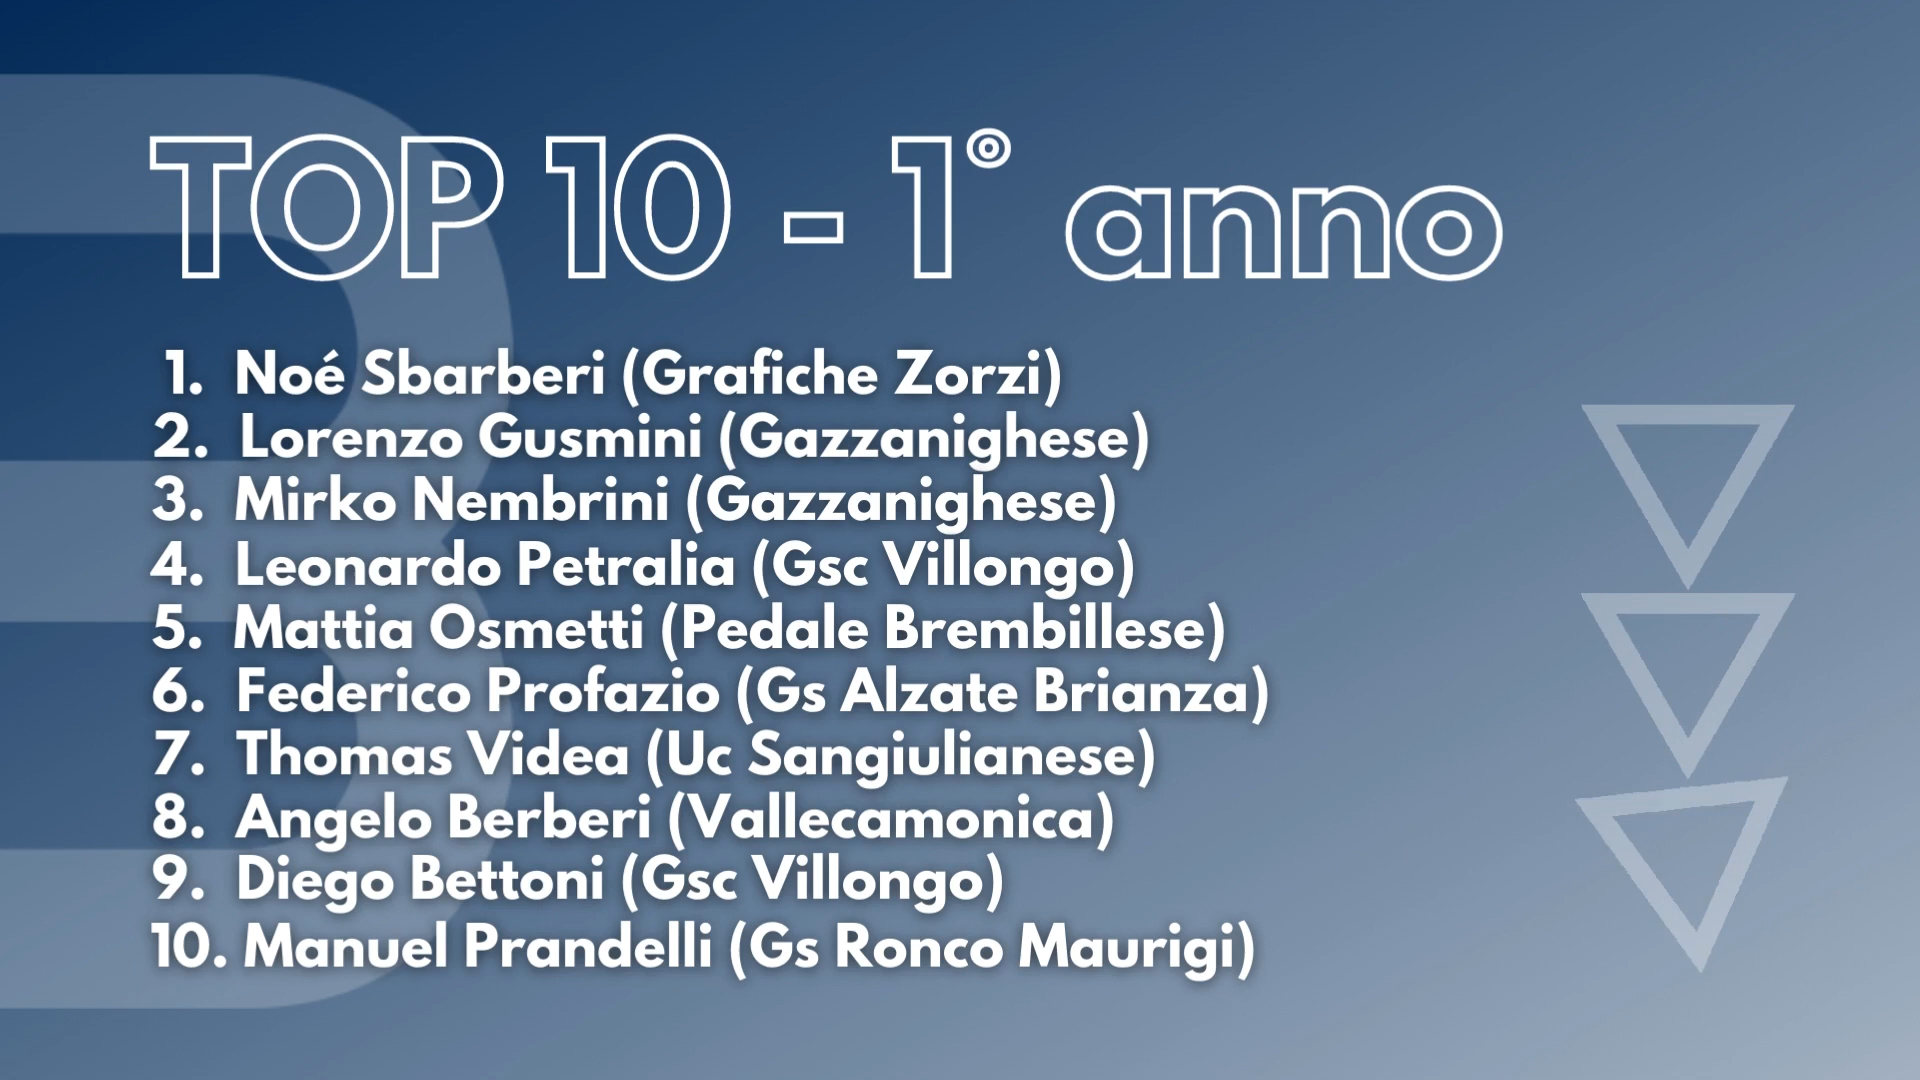 TOP 10 - 1° anno
1. Noé Sbarberi (Grafiche Zorzi)
2. Lorenzo Gusmini (Gazzanighese)
3. Mirko Nembrini (Gazzanighese)
4. Leonardo Petralia (Gsc Villongo)
5. Mattia Osmetti (Pedale Brembillese)
6. Federico Profazio (Gs Alzate Brianza)
7. Thomas Videa (Uc Sangiulianese)
8. Angelo Berberi (Vallecamonica)
9. Diego Bettoni (Gsc Villongo)
10. Manuel Prandelli (Gs Ronco Maurigi)